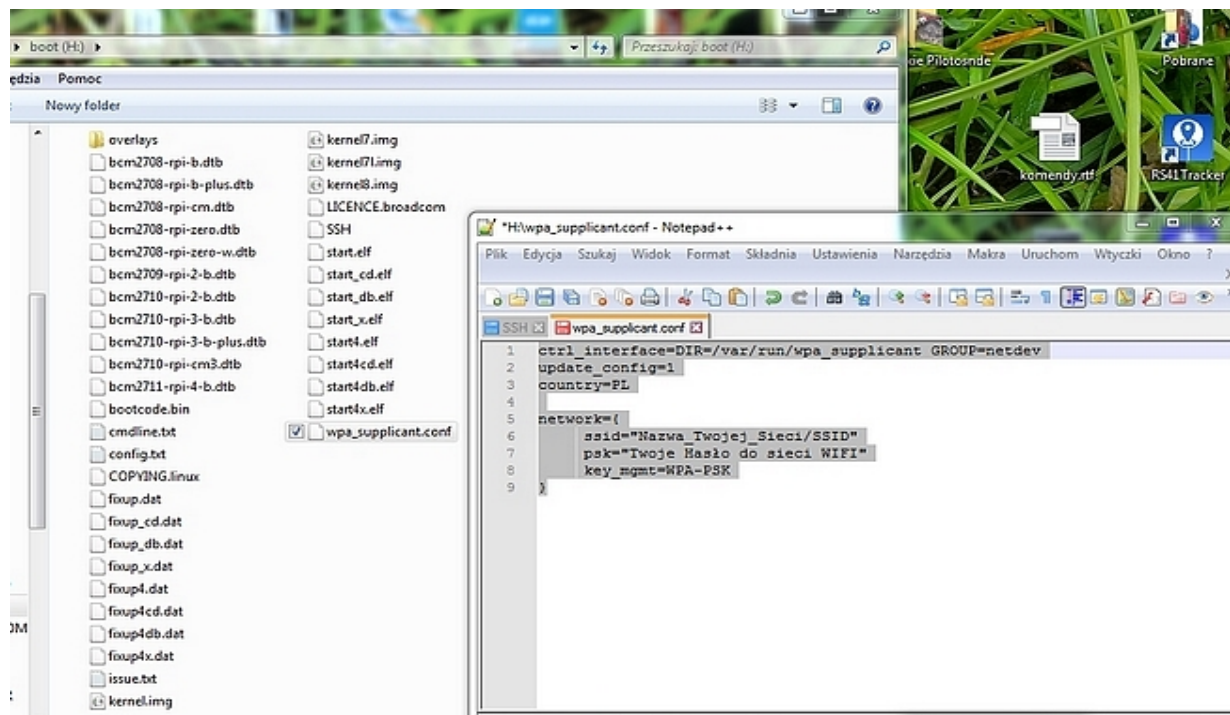 boot (H:)
Przeszukaj: boot (H:)
Pilotosnde
Pobrane
ędzia Pomoc
Nowy folder
overlays
bcm2708-rpi-b.dtb
bcm2708-rpi-b-plus.dtb
bcm2708-rpi-cm.dtb
bcm2708-rpi-zero.dtb
bcm2708-rpi-zero-w.dtb
bcm2709-rpi-2-b.dtb
bcm2710-rpi-2-b.dtb
bcm2710-rpi-3-b.dtb
bcm2710-rpi-3-b-plus.dtb
bcm2710-rpi-cm3.dtb
bcm2711-rpi-4-b.dtb
bootcode.bin
cmdline.txt
config.txt
COPYING.linux
fixup.dat
fixup_cd.dat
fixup_db.dat
fixup_x.dat
fixup4.dat
fixup4cd.dat
fixup4db.dat
fixup4x.dat
issue.txt
kernel.img
kernel7.img
kernel7l.img
kernel8.img
LICENCE.broadcom
SSH
start.elf
start_cd.elf
start_db.elf
start_x.elf
start4.elf
start4cd.elf
start4db.elf
start4x.elf
wpa_supplicant.conf
komendy.rtf
RS41Tracker
*H:\wpa_supplicant.conf - Notepad++
Plik Edycja Szukaj Widok Format Składnia Ustawienia Narzędzia Makra Uruchom Wtyczki Okno ?
SSH wpa_supplicant.conf
1 ctrl_interface=DIR=/var/run/wpa_supplicant GROUP=netdev
2 update_config=1
3 country=PL
4
5 network={
6 ssid="Nazwa_Twojej_Sieci/SSID"
7 psk="Twoje Hasło do sieci WIFI"
8 key_mgmt=WPA-PSK
9 }